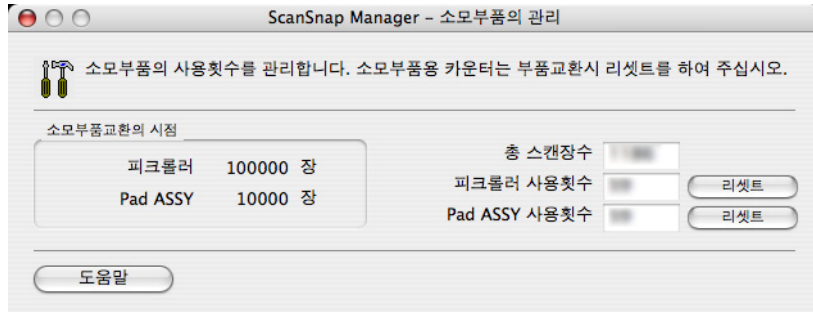 ScanSnap Manager – 소모부품의 관리
소모부품의 사용횟수를 관리합니다. 소모부품용 카운터는 부품교환시 리셋트를 하여 주십시오.
소모부품교환의 시점
피크롤러 100000 장
Pad ASSY 10000 장
총 스캔장수
피크롤러 사용횟수 리셋트
Pad ASSY 사용횟수 리셋트
도움말